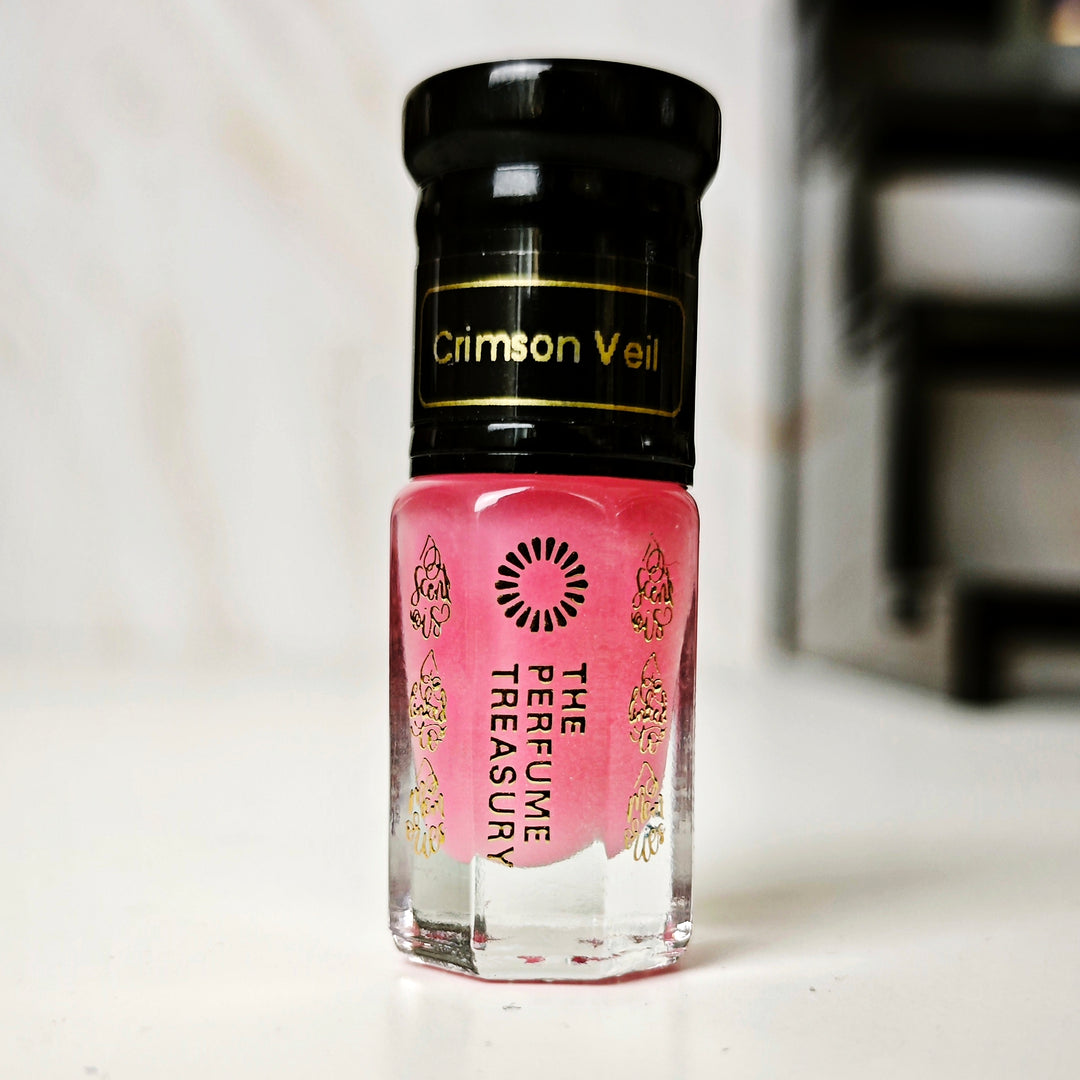 Crimson Veil
THE
PERFUME
TREASURY